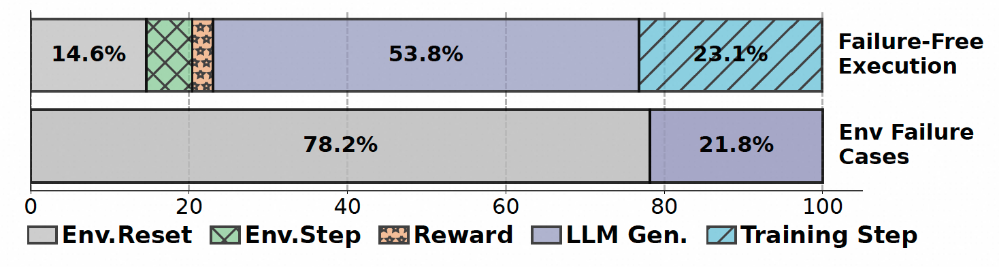 14.6%
53.8%
23.1%
Failure-Free
Execution
78.2%
21.8%
Env Failure
Cases
0 20 40 60 80 100
Env.Reset Env.Step Reward LLM Gen. Training Step